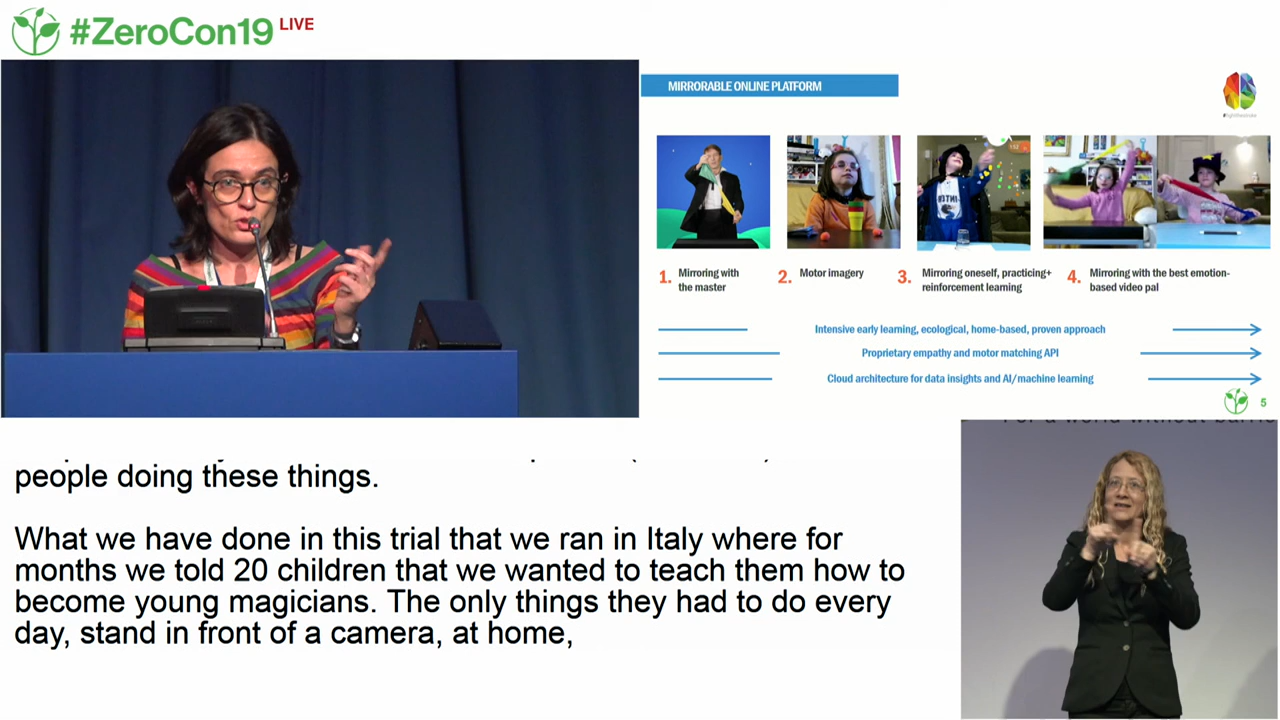 #ZeroCon19 LIVE
MIRRORABLE ONLINE PLATFORM
1. Mirroring with
the master
2. Motor imagery
3. Mirroring oneself, practicing+
reinforcement learning
4. Mirroring with the best emotion-
based video pal
Intensive early learning, ecological, home-based, proven approach
Proprietary empathy and motor matching API
Cloud architecture for data insights and AI/machine learning
5
people doing these things.
What we have done in this trial that we ran in Italy where for
months we told 20 children that we wanted to teach them how to
become young magicians. The only things they had to do every
day, stand in front of a camera, at home,